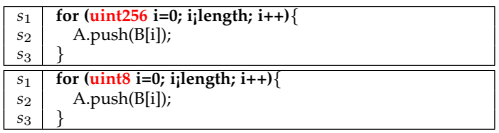 s1 for (uint256 i=0; i¡length; i++){
s2 A.push(B[i]);
s3 }
s1 for (uint8 i=0; i¡length; i++){
s2 A.push(B[i]);
s3 }